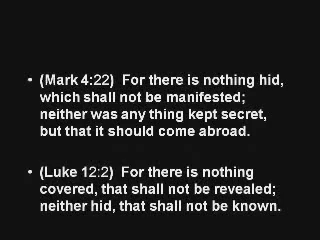 • (Mark 4:22)  For there is nothing hid,
which shall not be manifested;
neither was any thing kept secret,
but that it should come abroad.
• (Luke 12:2)  For there is nothing
covered, that shall not be revealed;
neither hid, that shall not be known.